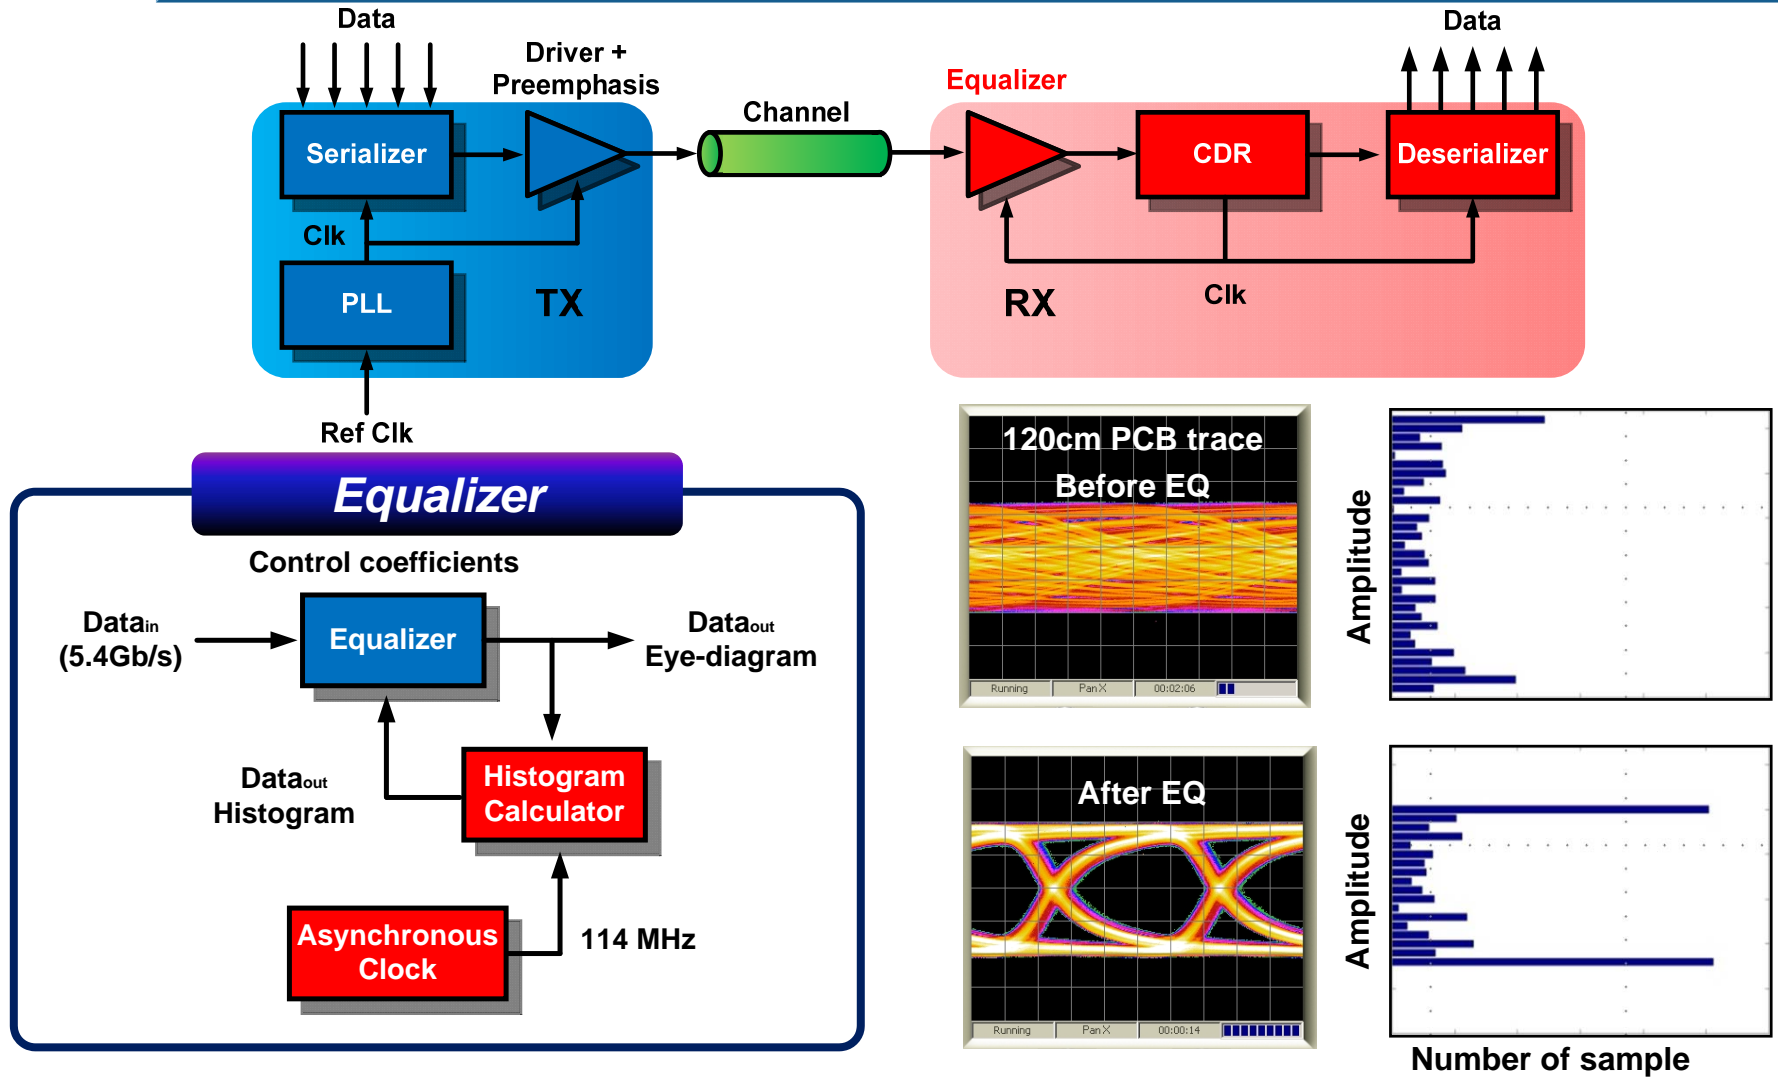 Data
Driver +
Preemphasis
Serializer
Clk
PLL
TX
Ref Clk
Channel
Equalizer
CDR
Deserializer
Data
RX
Clk
Equalizer
Control coefficients
Datain
(5.4Gb/s)
Equalizer
Dataout
Eye-diagram
Dataout
Histogram
Histogram
Calculator
Asynchronous
Clock
114 MHz
120cm PCB trace
Before EQ
Running
Pan X
00:02:06
Amplitude
After EQ
Running
Pan X
00:00:14
Amplitude
Number of sample